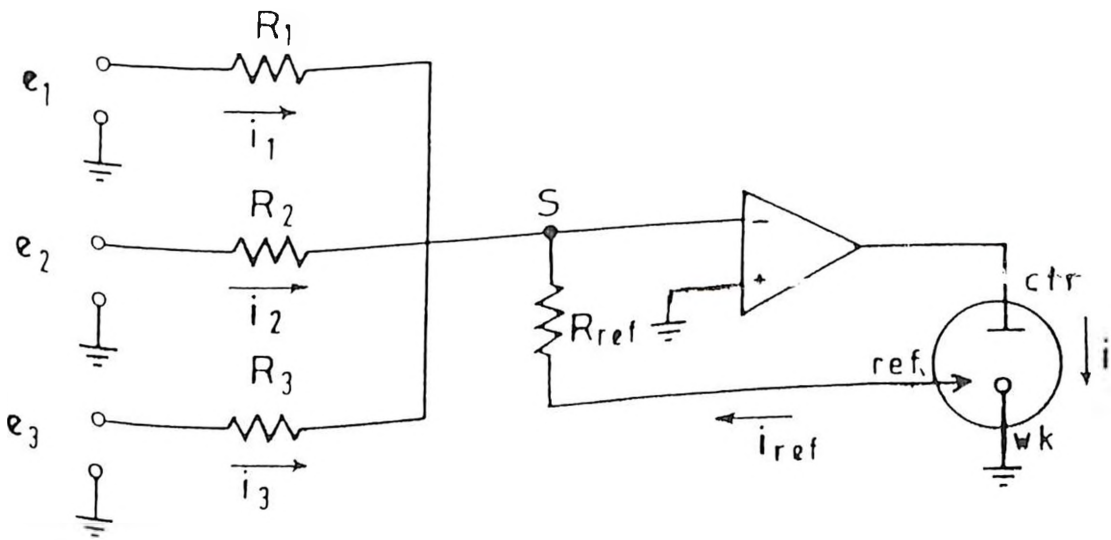 R1
e1
i1
R2
S
e2
−
+
ctr
i2
Rref
i
R3
ref.
e3
iref
wk
i3